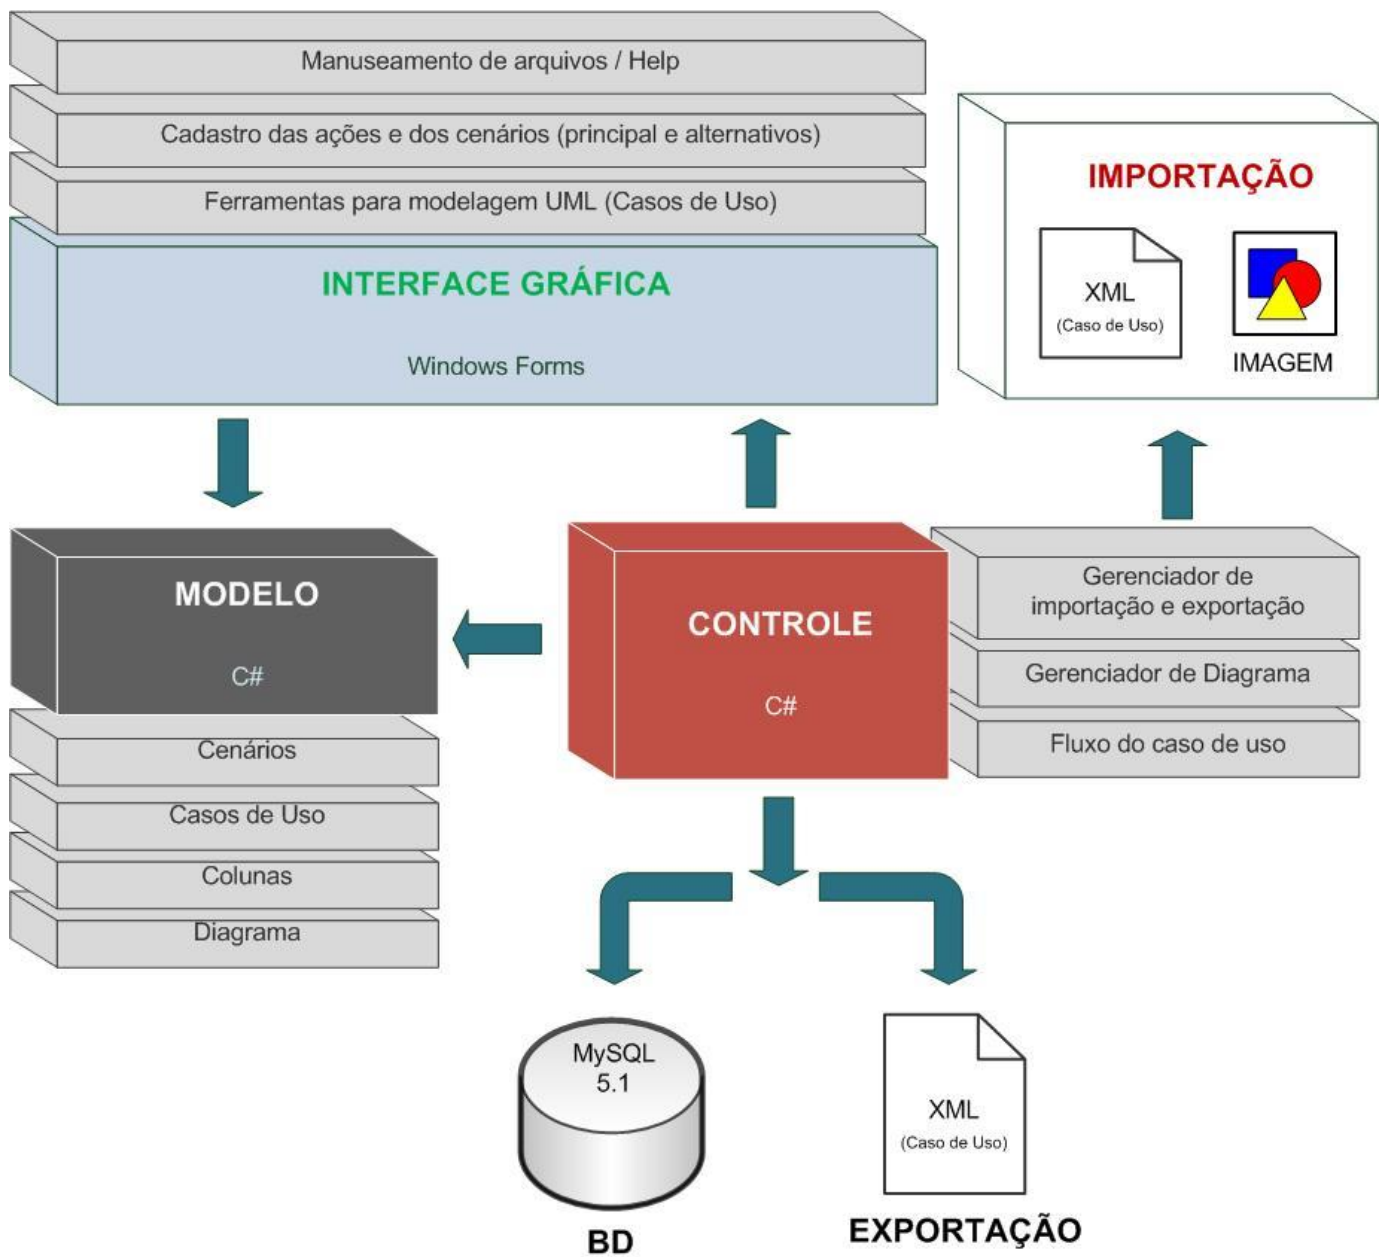 Manuseamento de arquivos / Help
Cadastro das ações e dos cenários (principal e alternativos)
Ferramentas para modelagem UML (Casos de Uso)
INTERFACE GRÁFICA
Windows Forms
IMPORTAÇÃO
XML
(Caso de Uso)
IMAGEM
MODELO
C#
Cenários
Casos de Uso
Colunas
Diagrama
CONTROLE
C#
Gerenciador de
importação e exportação
Gerenciador de Diagrama
Fluxo do caso de uso
MySQL
5.1
BD
XML
(Caso de Uso)
EXPORTAÇÃO